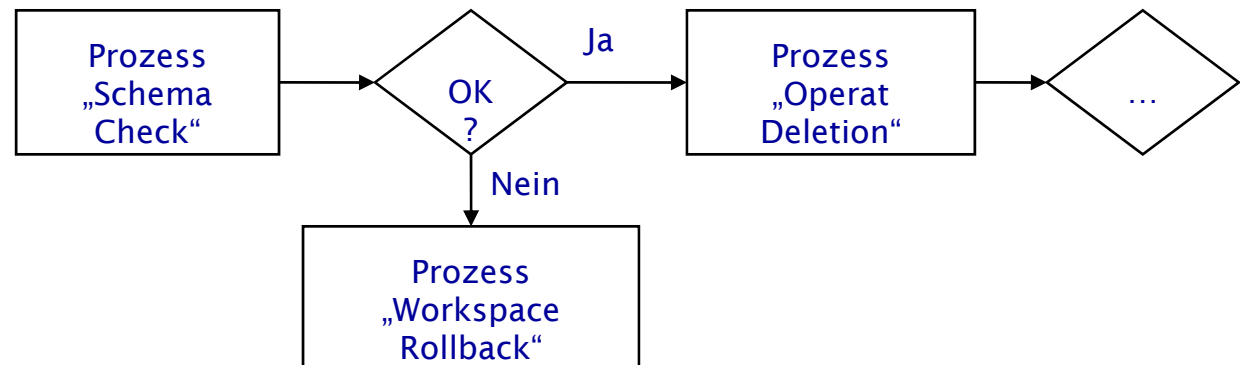 Prozess
„Schema
Check“
OK
?
Ja
Prozess
„Operat
Deletion“
…
Nein
Prozess
„Workspace
Rollback“